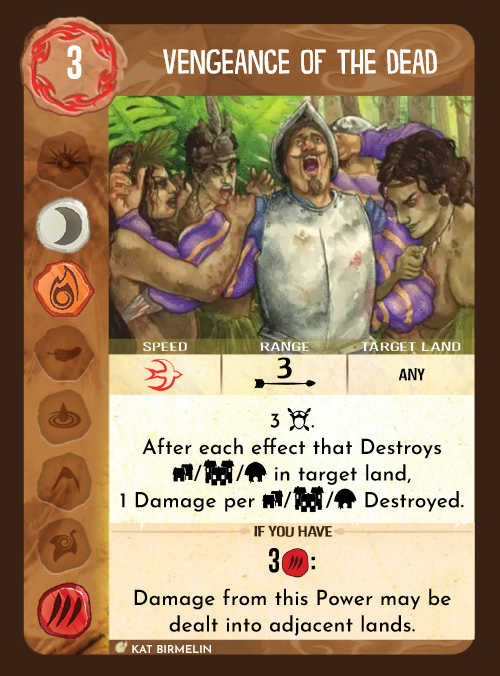 3
VENGEANCE OF THE DEAD
SPEED RANGE TARGET LAND
3 ANY
3 .
After each effect that Destroys
/ / in target land,
1 Damage per / / Destroyed.
IF YOU HAVE
3 :
Damage from this Power may be
dealt into adjacent lands.
KAT BIRMELIN